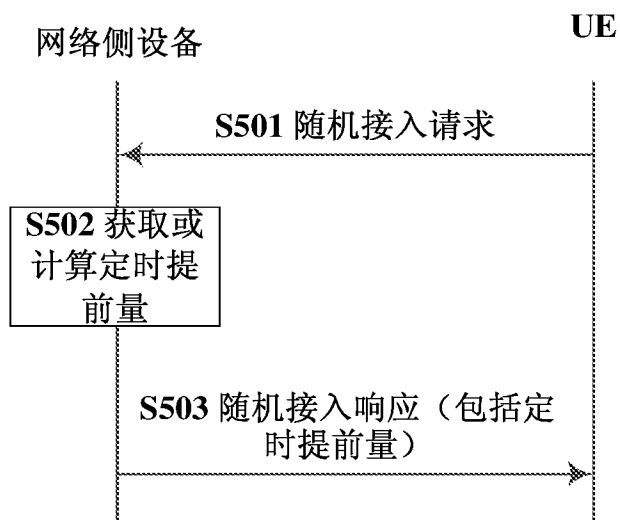 网络侧设备
UE
S501 随机接入请求
S502 获取或
计算定时提
前量
S503 随机接入响应（包括定
时提前量）